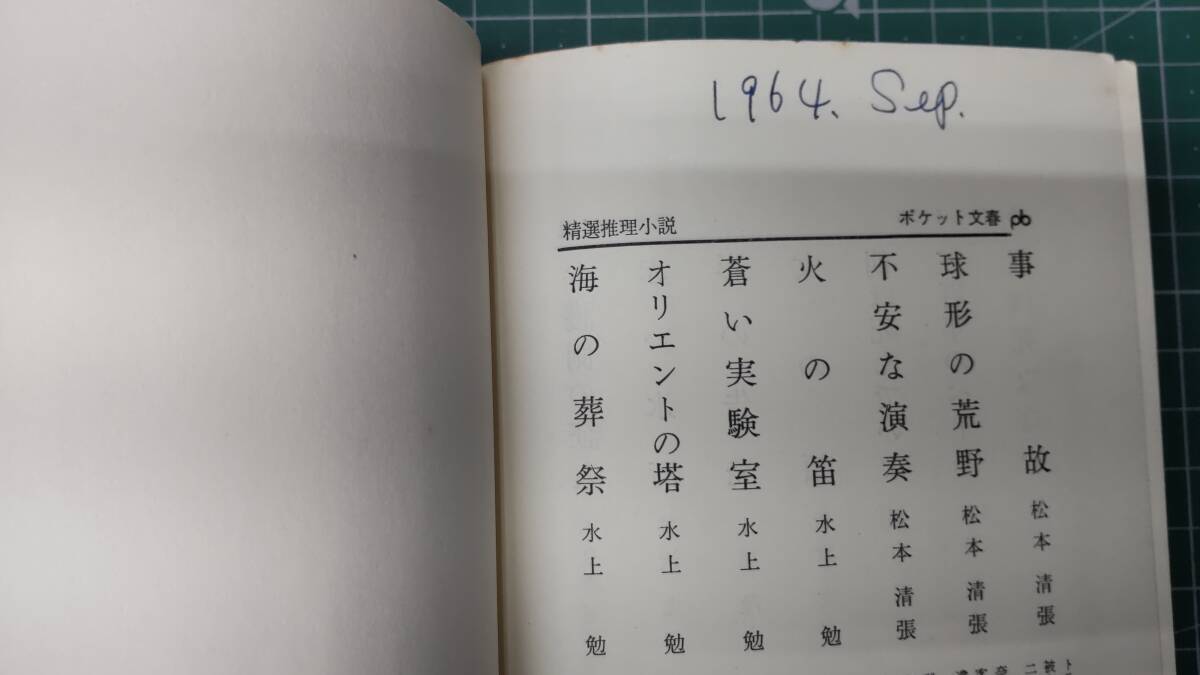 1964. Sep.
ポケット文春 pb
精選推理小説
事故 松本清張
球形の荒野 松本清張
不安な演奏 松本清張
火の笛 水上勉
蒼い実験室 水上勉
オリエントの塔 水上勉
海の葬祭 水上勉